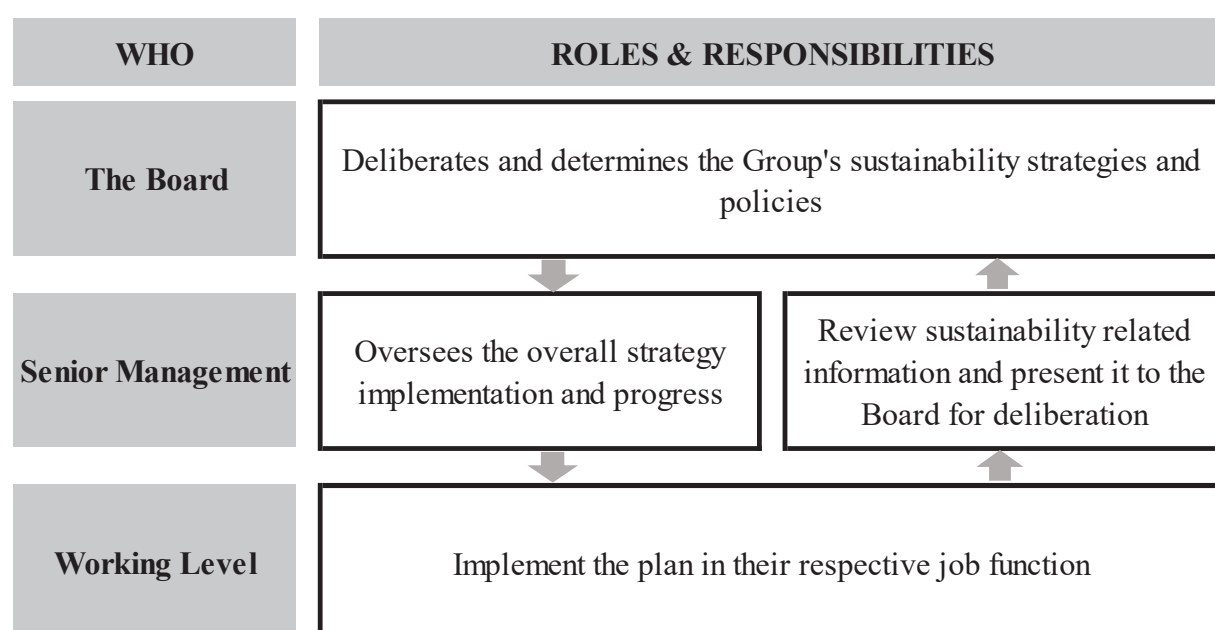 WHO
ROLES & RESPONSIBILITIES
The Board
Deliberates and determines the Group's sustainability strategies and
policies
Senior Management
Oversees the overall strategy
implementation and progress
Review sustainability related
information and present it to the
Board for deliberation
Working Level
Implement the plan in their respective job function